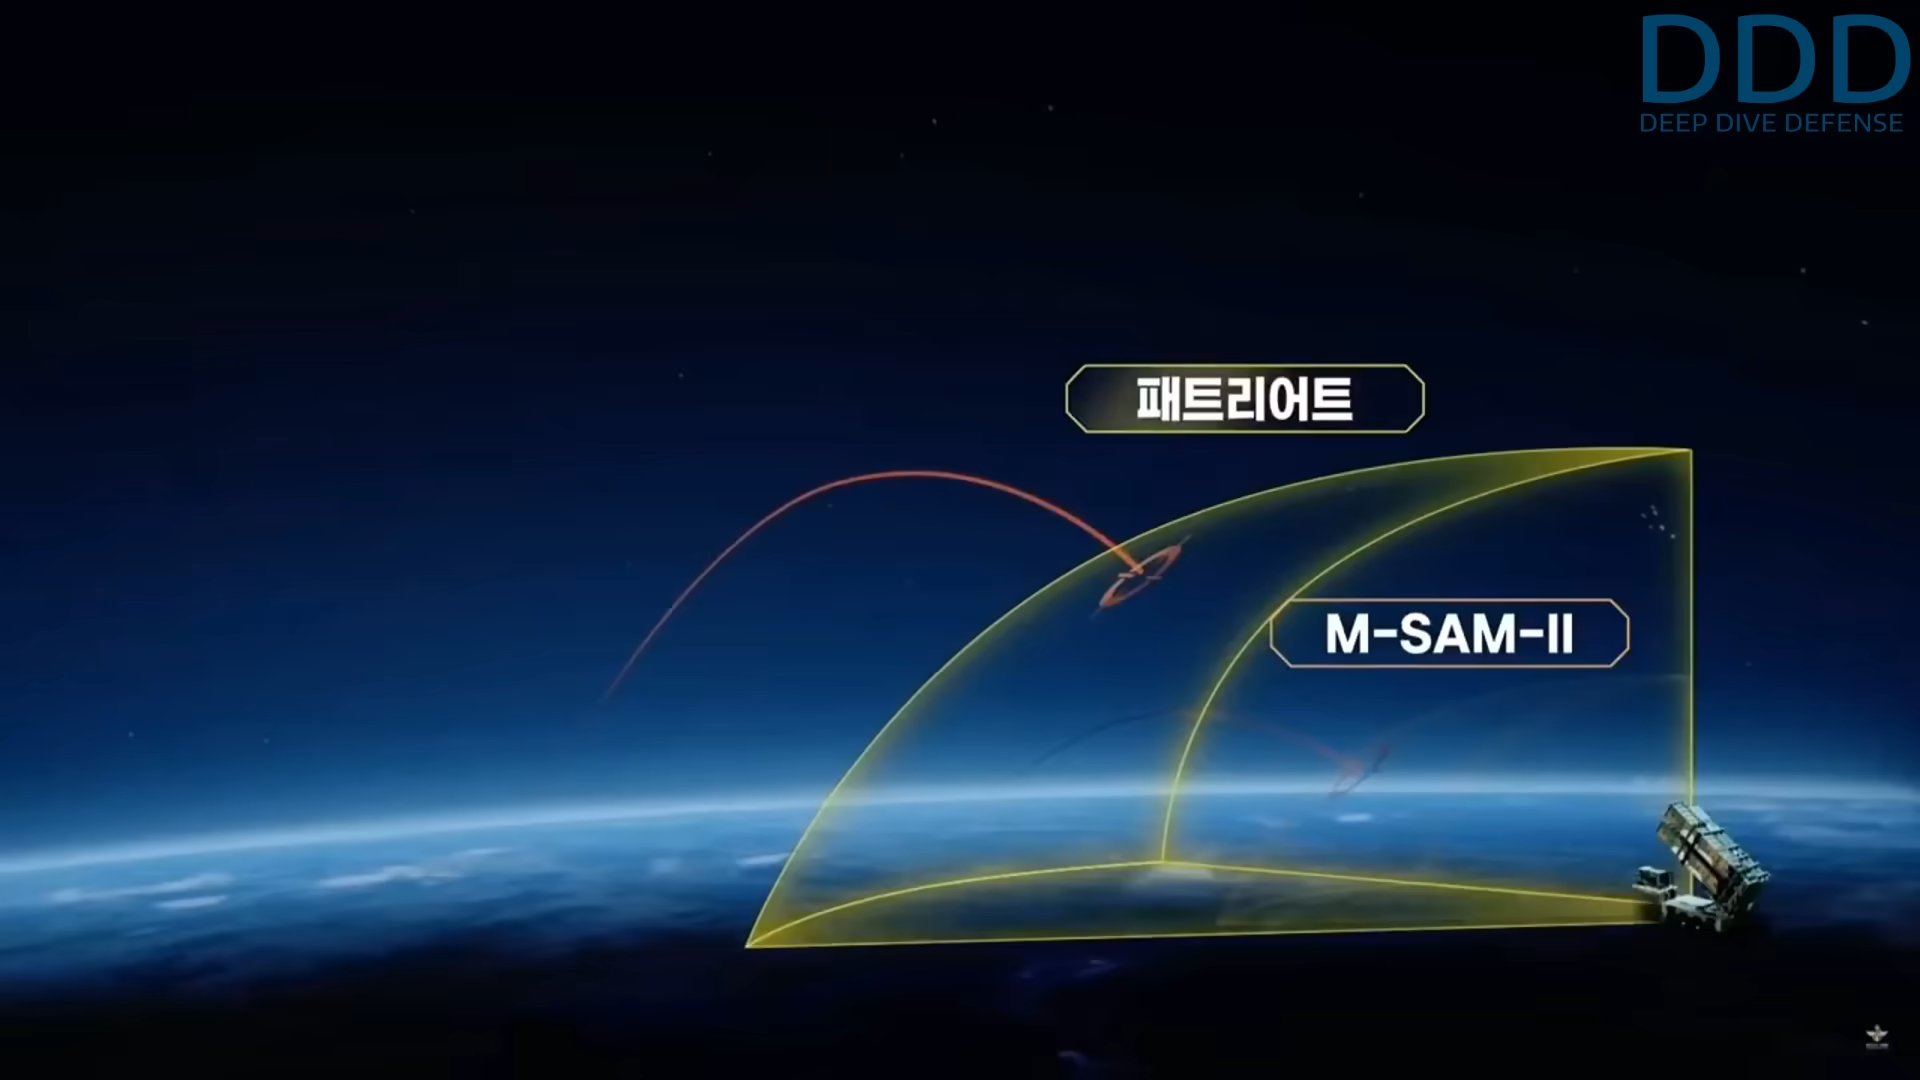 DDD
DEEP DIVE DEFENSE
패트리어트
M-SAM-II